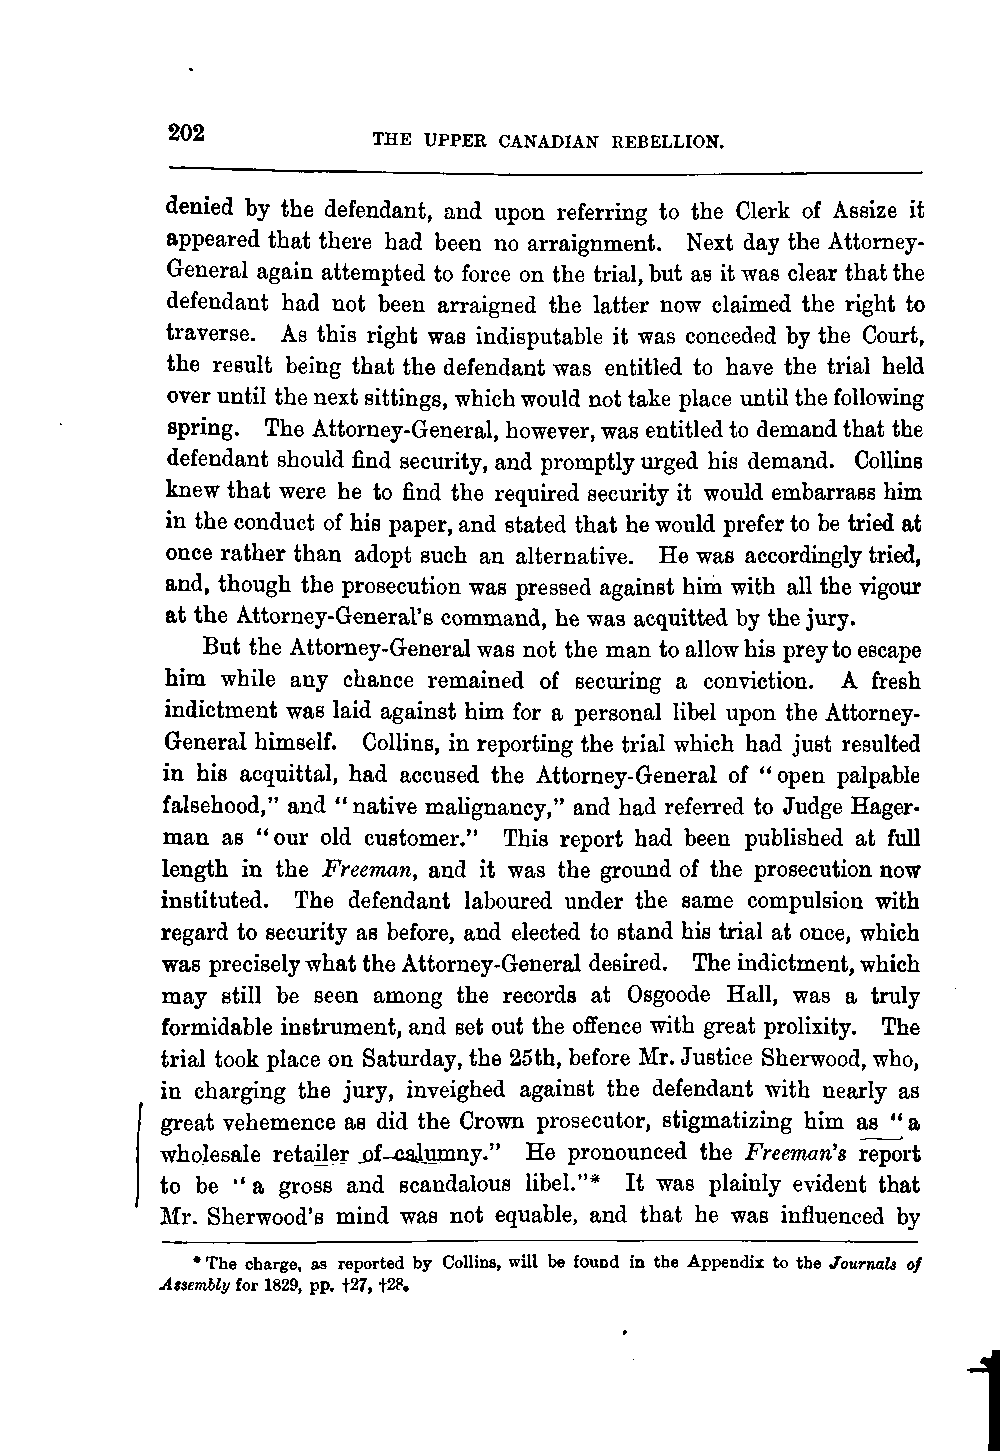 202
THE UPPER CANADIAN REBELLION.
denied by the defendant, and upon referring to the Clerk of Assize it
appeared that there had been no arraignment. Next day the Attorney-
General again attempted to force on the trial, but as it was clear that the
defendant had not been arraigned the latter now claimed the right to
traverse. As this right was indisputable it was conceded by the Court,
the result being that the defendant was entitled to have the trial held
over until the next sittings, which would not take place until the following
spring. The Attorney-General, however, was entitled to demand that the
defendant should find security, and promptly urged his demand. Collins
knew that were he to find the required security it would embarrass him
in the conduct of his paper, and stated that he would prefer to be tried at
once rather than adopt such an alternative. He was accordingly tried,
and, though the prosecution was pressed against him with all the vigour
at the Attorney-General's command, he was acquitted by the jury.
But the Attorney-General was not the man to allow his prey to escape
him while any chance remained of securing a conviction. A fresh
indictment was laid against him for a personal libel upon the Attorney-
General himself. Collins, in reporting the trial which had just resulted
in his acquittal, had accused the Attorney-General of "open palpable
falsehood," and "native malignancy," and had referred to Judge Hager-
man as "our old customer." This report had been published at full
length in the Freeman, and it was the ground of the prosecution now
instituted. The defendant laboured under the same compulsion with
regard to security as before, and elected to stand his trial at once, which
was precisely what the Attorney-General desired. The indictment, which
may still be seen among the records at Osgoode Hall, was a truly
formidable instrument, and set out the offence with great prolixity. The
trial took place on Saturday, the 25th, before Mr. Justice Sherwood, who,
in charging the jury, inveighed against the defendant with nearly as
great vehemence as did the Crown prosecutor, stigmatizing him as "a
wholesale retailer of calumny." He pronounced the Freeman's report
to be "a gross and scandalous libel."* It was plainly evident that
Mr. Sherwood's mind was not equable, and that he was influenced by
* The charge, as reported by Collins, will be found in the Appendix to the Journals of
Assembly for 1829, pp. †27, †28.